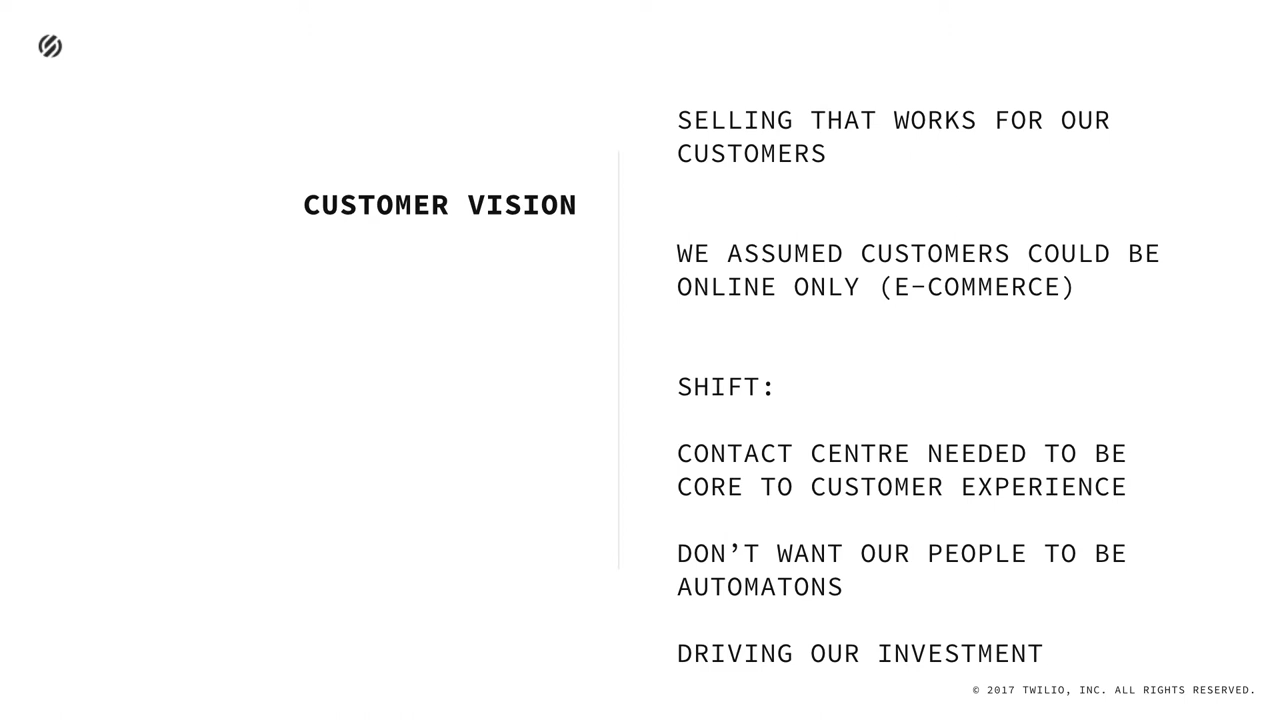 CUSTOMER VISION
SELLING THAT WORKS FOR OUR
CUSTOMERS
WE ASSUMED CUSTOMERS COULD BE
ONLINE ONLY (E-COMMERCE)
SHIFT:
CONTACT CENTRE NEEDED TO BE
CORE TO CUSTOMER EXPERIENCE
DON’T WANT OUR PEOPLE TO BE
AUTOMATONS
DRIVING OUR INVESTMENT
© 2017 TWILIO, INC. ALL RIGHTS RESERVED.